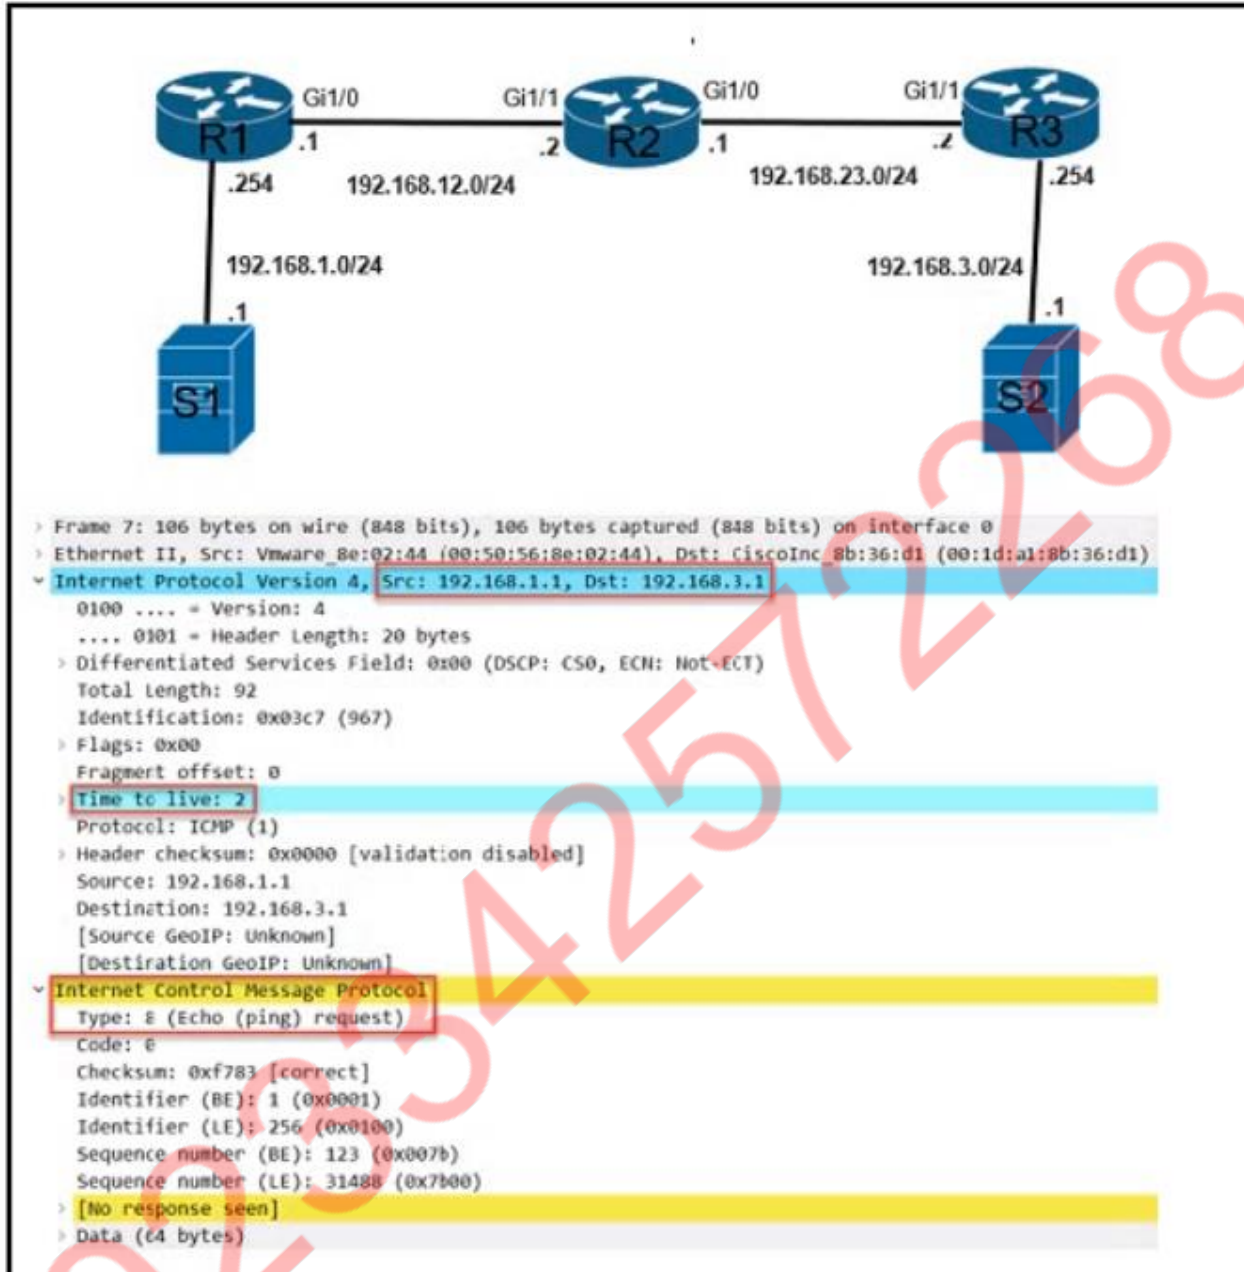 Gi1/0
Gi1/1
Gi1/0
Gi1/1
R1
R2
R3
.1
.2
.1
.2
.254
192.168.12.0/24
192.168.23.0/24
.254
192.168.1.0/24
192.168.3.0/24
.1
.1
S1
S2
Frame 7: 106 bytes on wire (848 bits), 106 bytes captured (848 bits) on interface 0
Ethernet II, Src: Vmware_8e:02:44 (00:50:56:8e:02:44), Dst: CiscoInc_8b:36:d1 (00:1d:a1:8b:36:d1)
Internet Protocol Version 4, Src: 192.168.1.1, Dst: 192.168.3.1
0100 .... = Version: 4
.... 0101 = Header Length: 20 bytes
Differentiated Services Field: 0x00 (DSCP: CS0, ECN: Not-ECT)
Total Length: 92
Identification: 0x03c7 (967)
Flags: 0x00
Fragment offset: 0
Time to live: 2
Protocol: ICMP (1)
Header checksum: 0x0000 [validation disabled]
Source: 192.168.1.1
Destination: 192.168.3.1
[Source GeoIP: Unknown]
[Destination GeoIP: Unknown]
Internet Control Message Protocol
Type: 8 (Echo (ping) request)
Code: 0
Checksum: 0xf783 [correct]
Identifier (BE): 1 (0x0001)
Identifier (LE): 256 (0x0100)
Sequence number (BE): 123 (0x007b)
Sequence number (LE): 31488 (0x7b00)
[No response seen]
Data (64 bytes)
023342572268